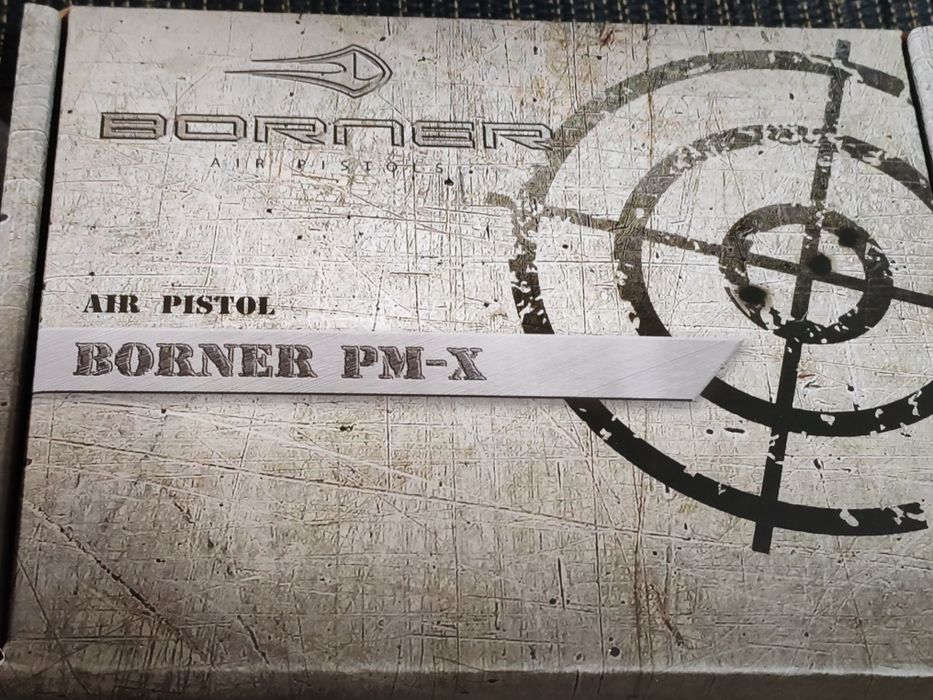 BORNER
AIR PISTOLS
AIR PISTOL
BORNER PM-X